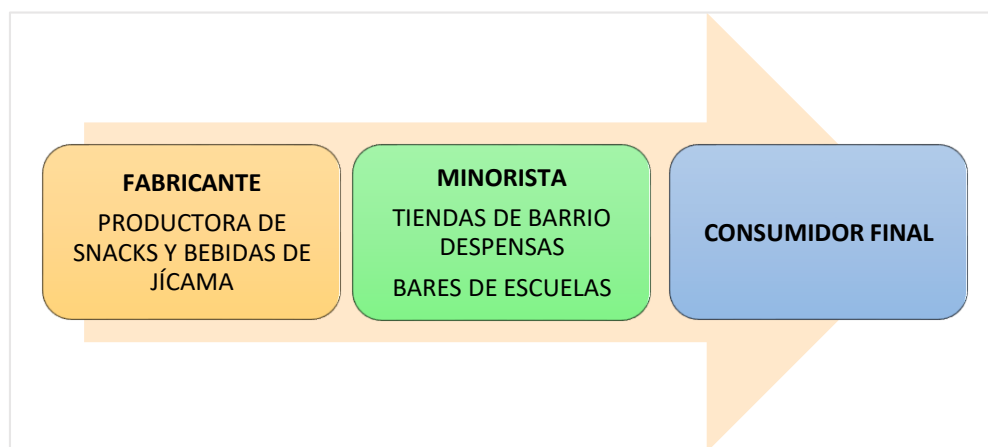 FABRICANTE
PRODUCTORA DE
SNACKS Y BEBIDAS DE
JÍCAMA
MINORISTA
TIENDAS DE BARRIO
DESPENSAS
BARES DE ESCUELAS
CONSUMIDOR FINAL